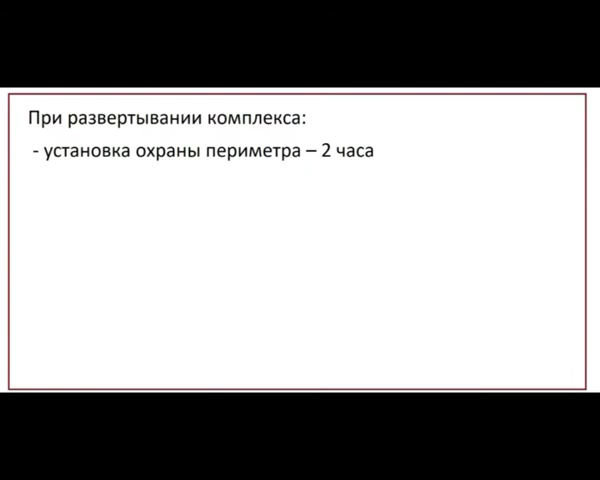 При развертывании комплекса:
- установка охраны периметра – 2 часа